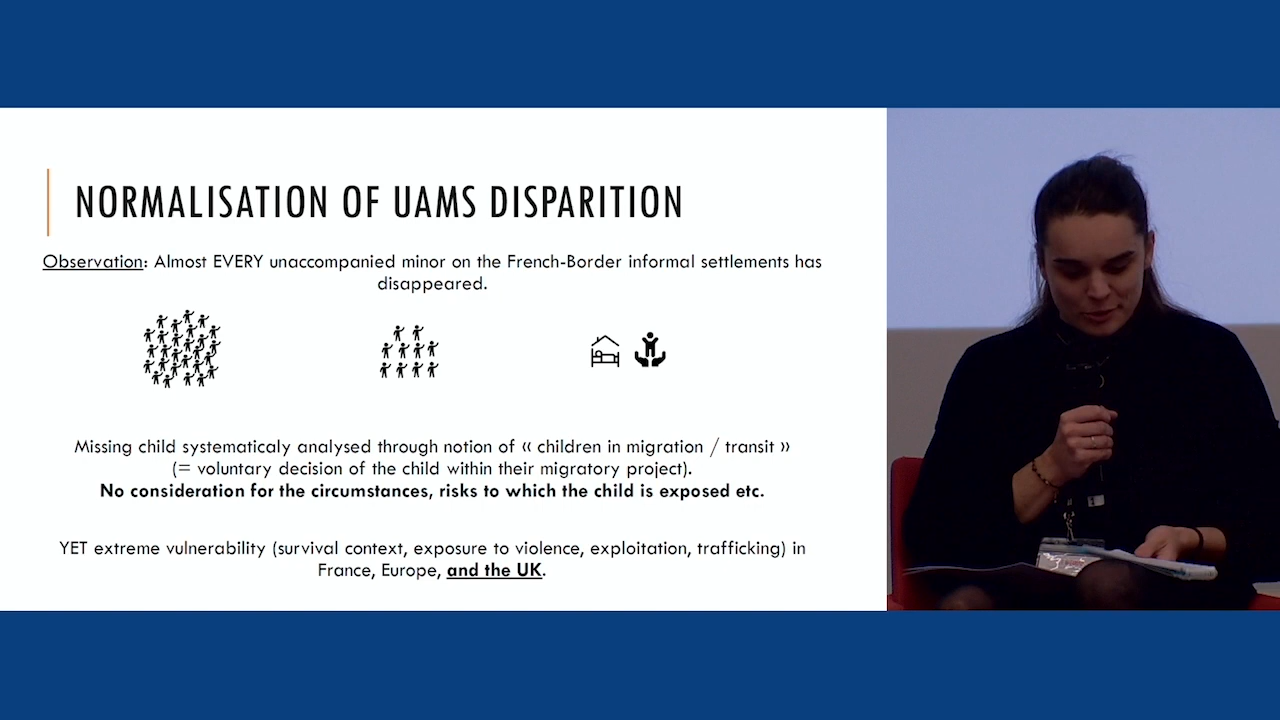 NORMALISATION OF UAMS DISPARITION
Observation: Almost EVERY unaccompanied minor on the French-Border informal settlements has
disappeared.
Missing child systematicaly analysed through notion of « children in migration / transit »
(= voluntary decision of the child within their migratory project).
No consideration for the circumstances, risks to which the child is exposed etc.
YET extreme vulnerability (survival context, exposure to violence, exploitation, trafficking) in
France, Europe, and the UK.